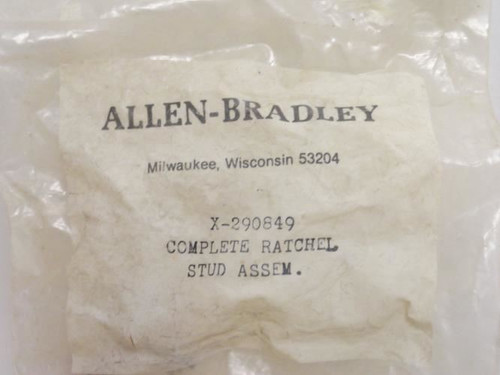 ALLEN-BRADLEY
Milwaukee, Wisconsin 53204
X-290849
COMPLETE RATCHEL
STUD ASSEM.